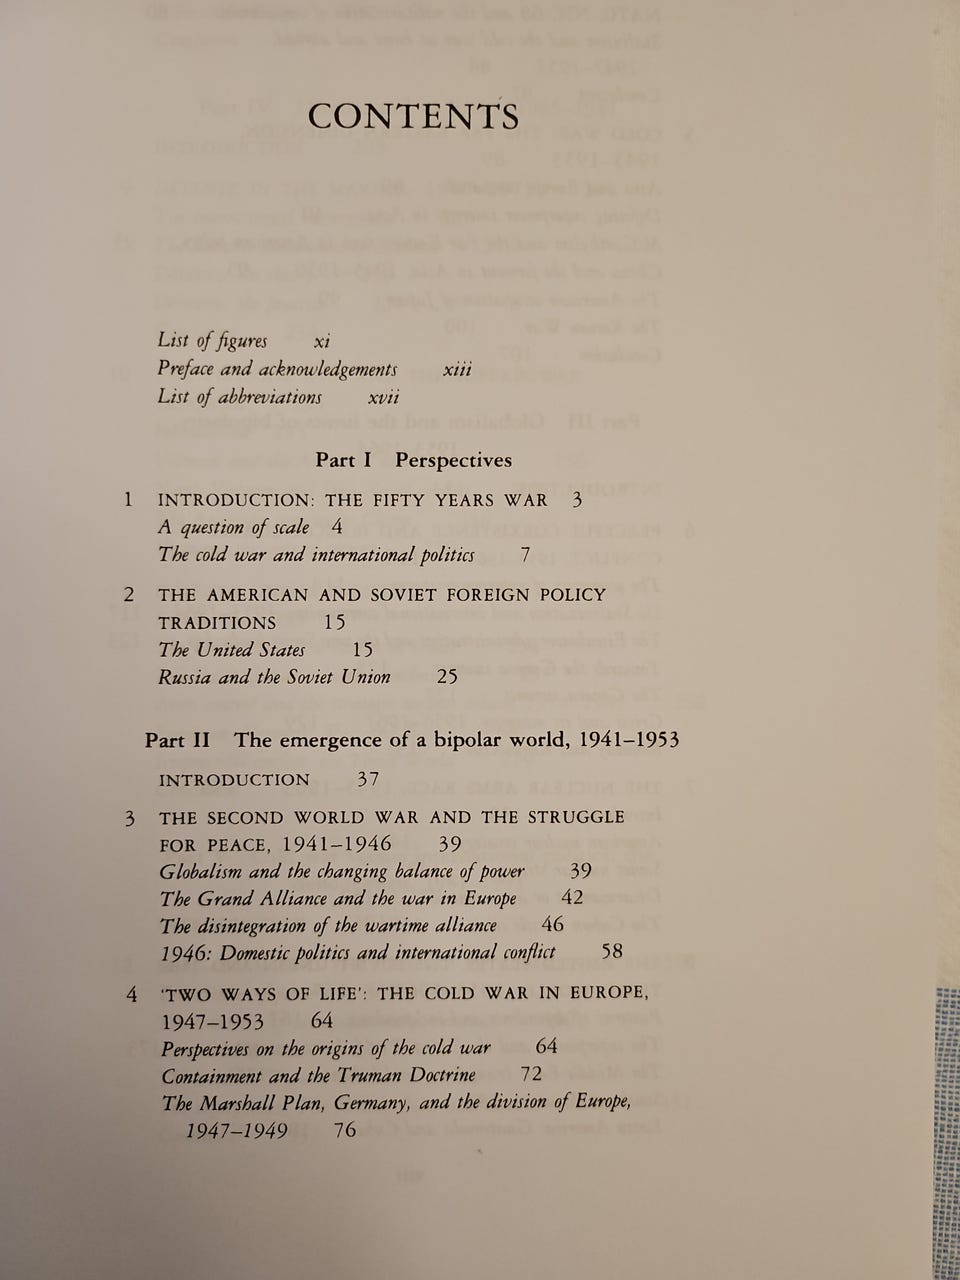 CONTENTS
List of figures xi
Preface and acknowledgements xiii
List of abbreviations xvii
Part I Perspectives
1 INTRODUCTION: THE FIFTY YEARS WAR 3
A question of scale 4
The cold war and international politics 7
2 THE AMERICAN AND SOVIET FOREIGN POLICY
TRADITIONS 15
The United States 15
Russia and the Soviet Union 25
Part II The emergence of a bipolar world, 1941–1953
INTRODUCTION 37
3 THE SECOND WORLD WAR AND THE STRUGGLE
FOR PEACE, 1941–1946 39
Globalism and the changing balance of power 39
The Grand Alliance and the war in Europe 42
The disintegration of the wartime alliance 46
1946: Domestic politics and international conflict 58
4 ‘TWO WAYS OF LIFE’: THE COLD WAR IN EUROPE,
1947–1953 64
Perspectives on the origins of the cold war 64
Containment and the Truman Doctrine 72
The Marshall Plan, Germany, and the division of Europe,
1947–1949 76